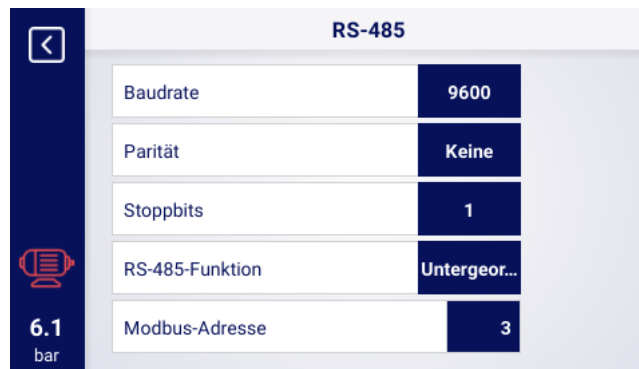 RS-485
Baudrate 9600
Parität Keine
Stoppbits 1
RS-485-Funktion Untergeor...
Modbus-Adresse 3
6.1
bar